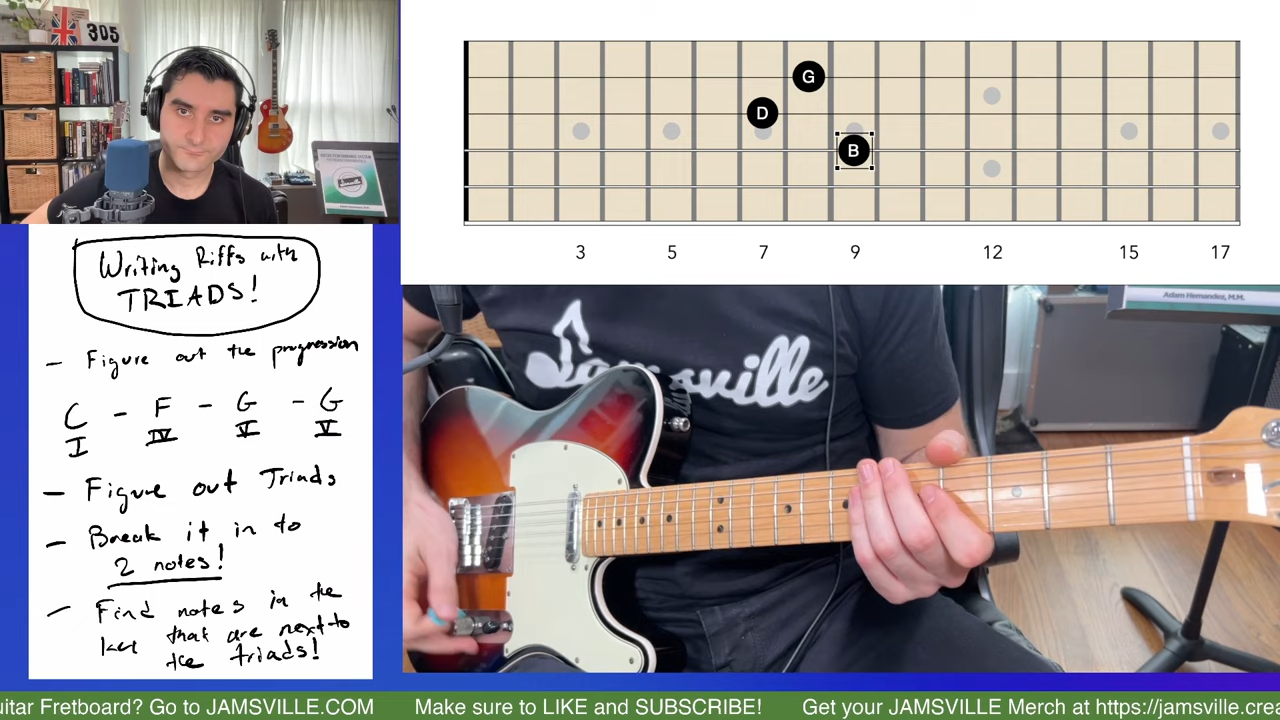 305
Writing Riffs with
TRIADS!
- Figure out the progression
C - F - G - G
I IV V V
- Figure out Triads
- Break it in to
2 notes!
- Find notes in the
key that are next to
the triads!
G
D
B
3 5 7 9 12 15 17
Adam Hernandez, M.M.
Jamsville
uitar Fretboard? Go to JAMSVILLE.COM Make sure to LIKE and SUBSCRIBE! Get your JAMSVILLE Merch at https://jamsville.crea